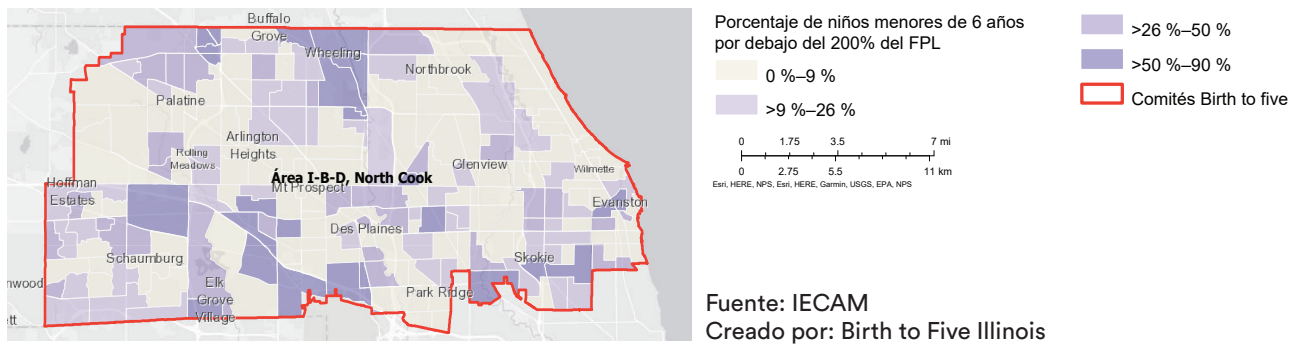 Buffalo
Grove
Wheeling
Northbrook
Palatine
Arlington
Heights
Rolling
Meadows
Glenview
Wilmette
Área I-B-D, North Cook
Mt Prospect
Hoffman
Estates
Evanston
Des Plaines
Schaumburg
Skokie
Elk
Grove
Village
Park Ridge
nwood
ett
Porcentaje de niños menores de 6 años
por debajo del 200% del FPL
0 %–9 %
>9 %–26 %
>26 %–50 %
>50 %–90 %
Comités Birth to five
0 1.75 3.5 7 mi
0 2.75 5.5 11 km
Esri, HERE, NPS, Esri, HERE, Garmin, USGS, EPA, NPS
Fuente: IECAM
Creado por: Birth to Five Illinois